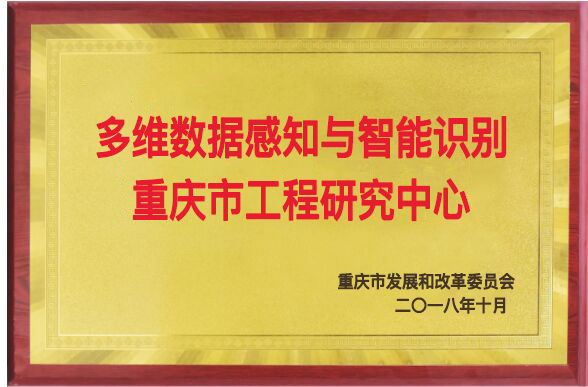 多维数据感知与智能识别
重庆市工程研究中心
重庆市发展和改革委员会
二〇一八年十月